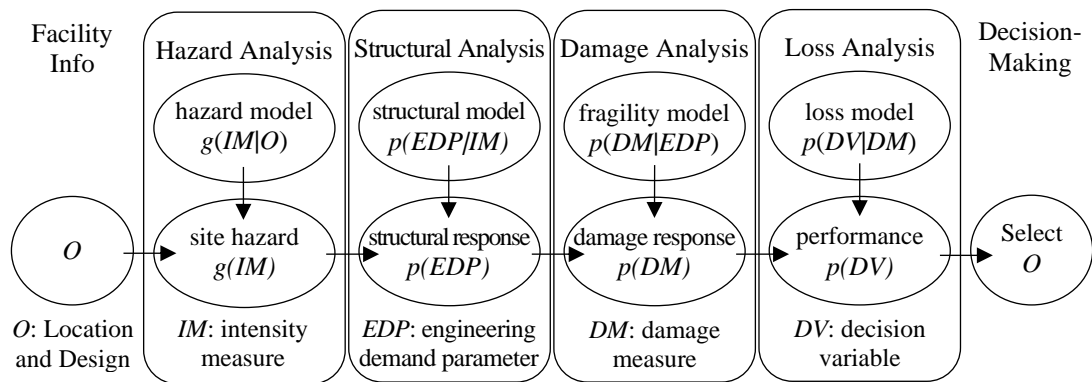 Facility
Info
O
O: Location
and Design
Hazard Analysis
hazard model
g(IM|O)
site hazard
g(IM)
IM: intensity
measure
Structural Analysis
structural model
p(EDP|IM)
structural response
p(EDP)
EDP: engineering
demand parameter
Damage Analysis
fragility model
p(DM|EDP)
damage response
p(DM)
DM: damage
measure
Loss Analysis
loss model
p(DV|DM)
performance
p(DV)
DV: decision
variable
Decision-
Making
Select
O